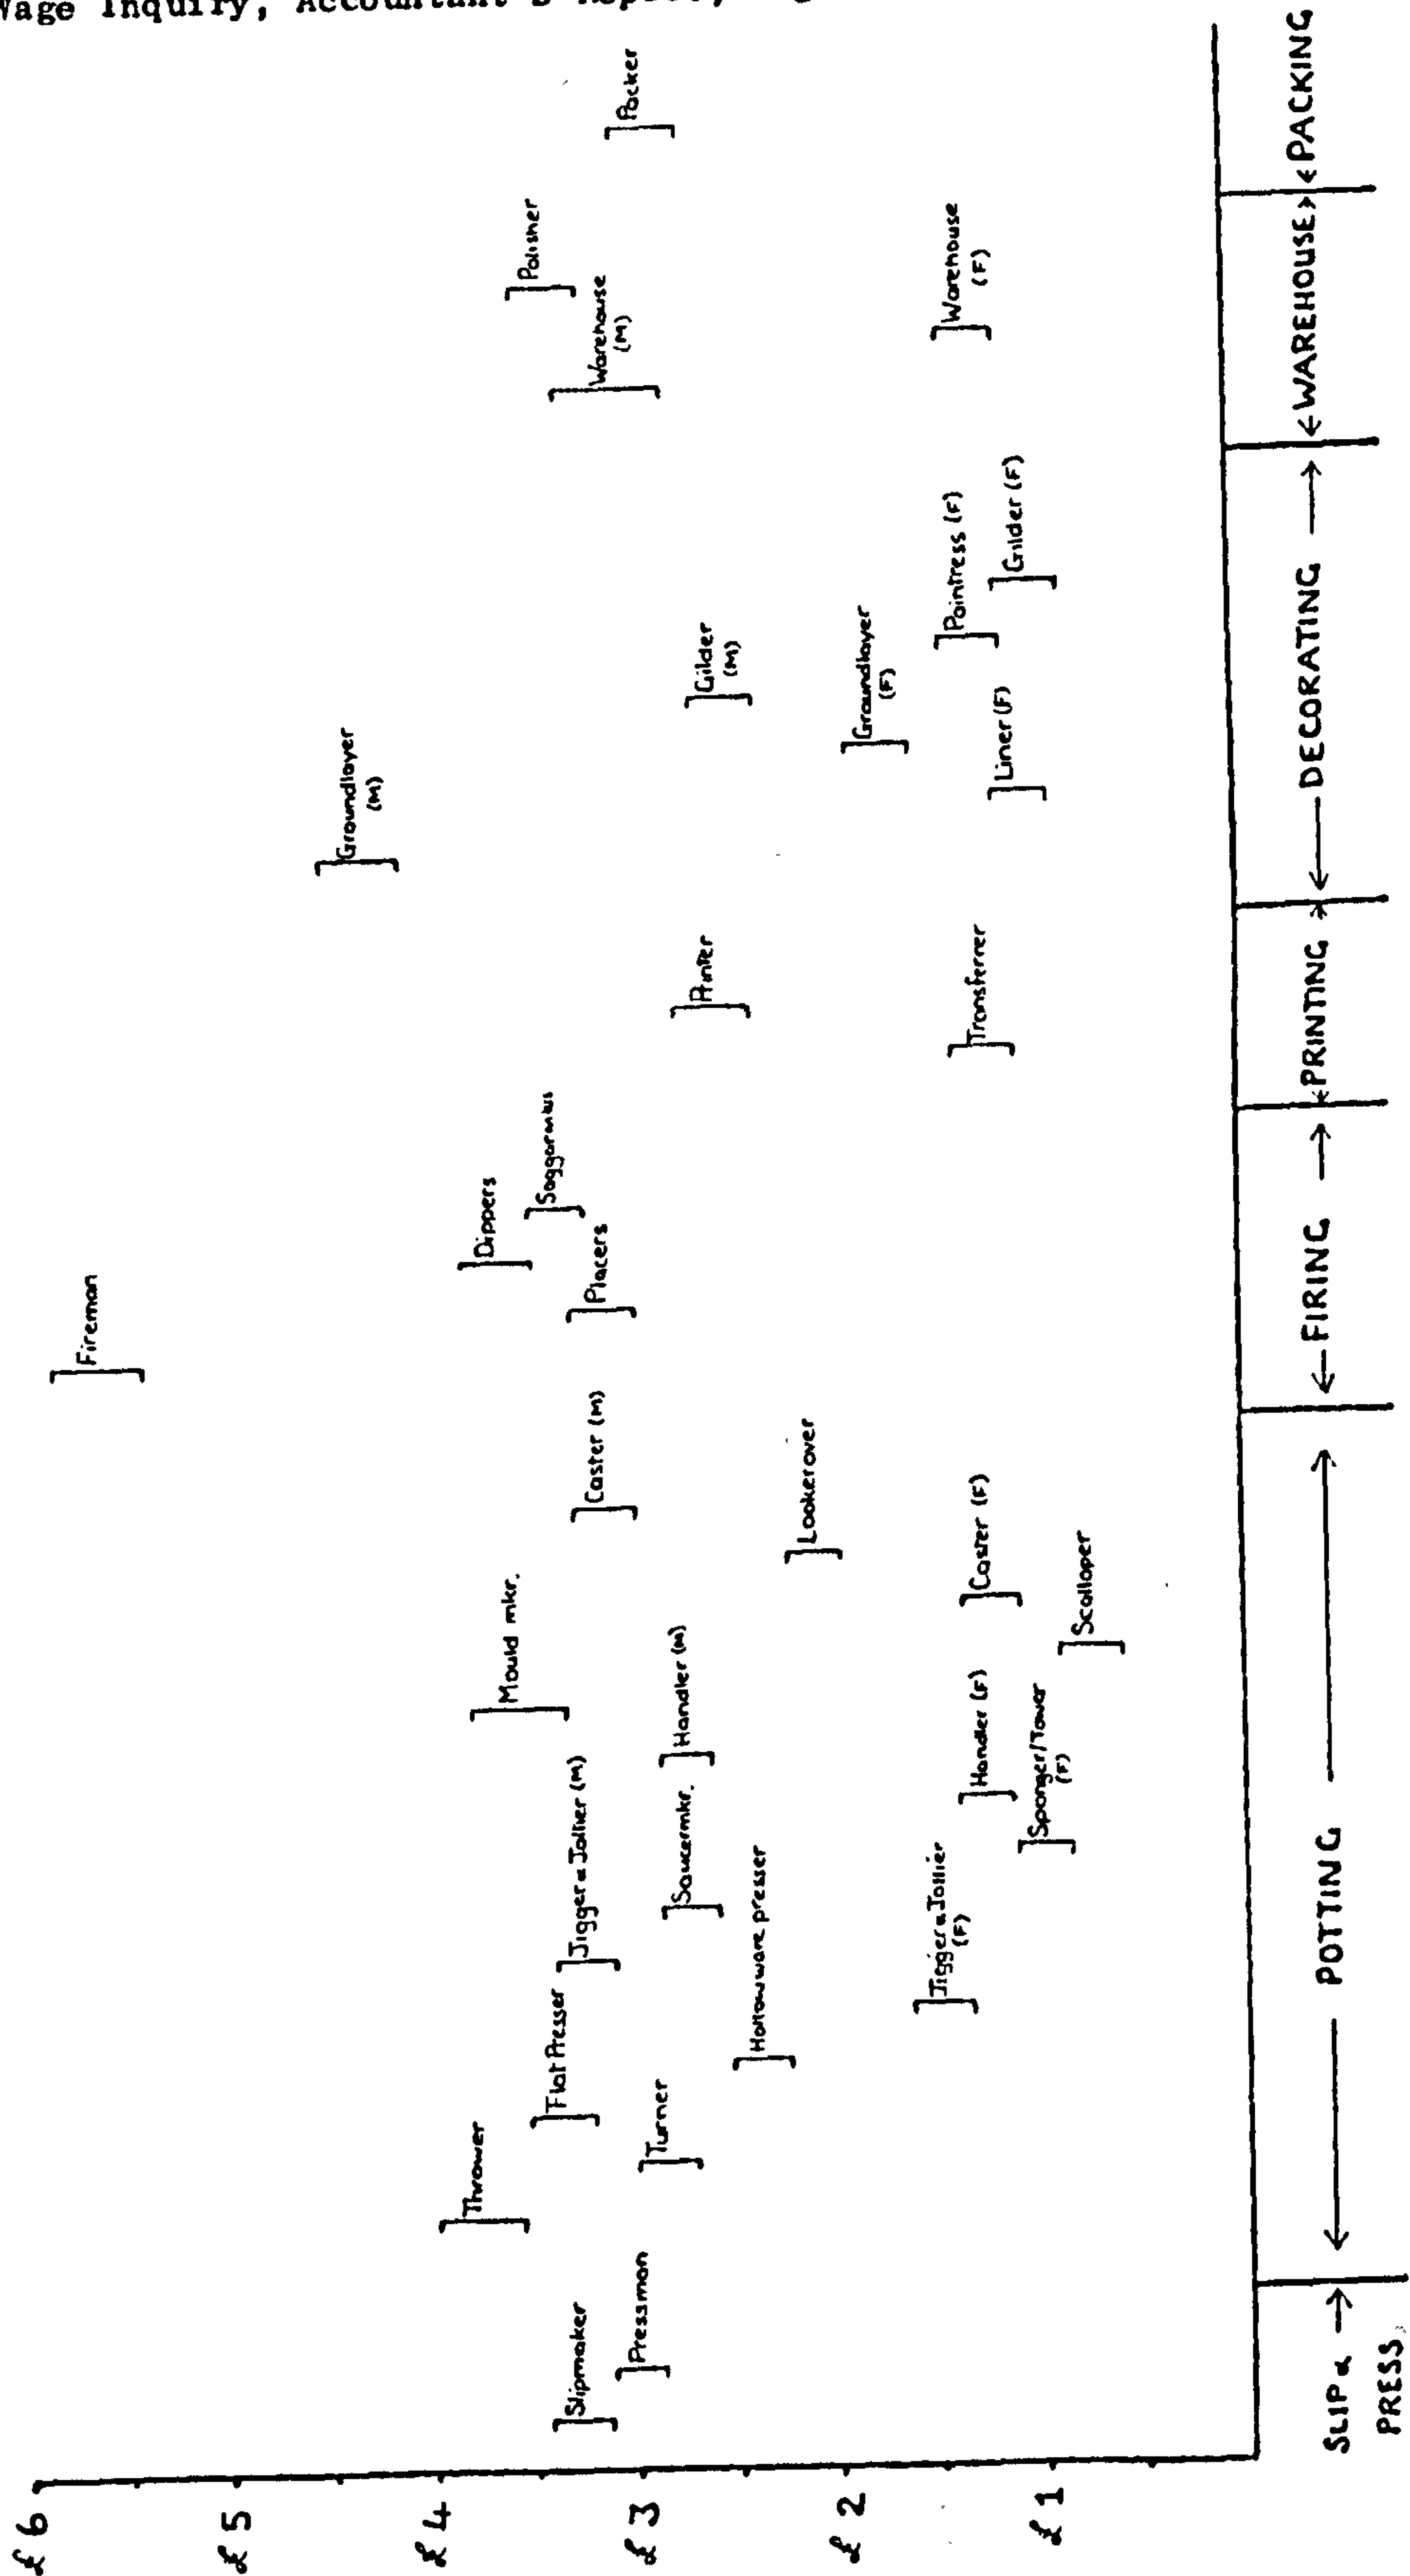 Wage Inquiry, Accountant's
£6
£5
£4
£3
£2
£1
Slipmaker
Pressman
Thrower
Turner
Flat Presser
Hollowware presser
Jigger & Jollier (M)
Jigger & Jollier
(F)
Saucermkr.
Sponger/Tower
(F)
Handler (M)
Handler (F)
Mould mkr.
Scalloper
Caster (F)
Lookerover
Caster (M)
Fireman
Placers
Dippers
Transferrer
Printer
Groundlayer
(M)
Liner (F)
Groundlayer
(F)
Gilder
(M)
Paintress (F)
Gilder (F)
Warehouse
(M)
Warehouse
(F)
Polisher
Packer
SLIP &
PRESS
POTTING
FIRING
PRINTING
DECORATING
WAREHOUSE
PACKING